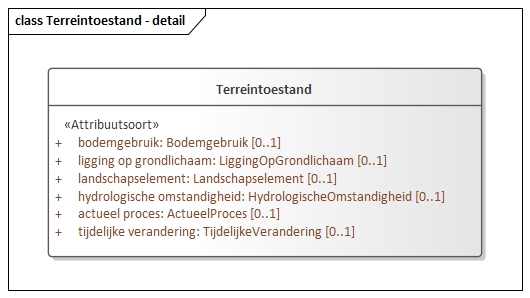 class Terreintoestand - detail
Terreintoestand
«Attribuutsoort»
+ bodemgebruik: Bodemgebruik [0..1]
+ ligging op grondlichaam: LiggingOpGrondlichaam [0..1]
+ landschapselement: Landschapselement [0..1]
+ hydrologische omstandigheid: HydrologischeOmstandigheid [0..1]
+ actueel proces: ActueelProces [0..1]
+ tijdelijke verandering: TijdelijkeVerandering [0..1]